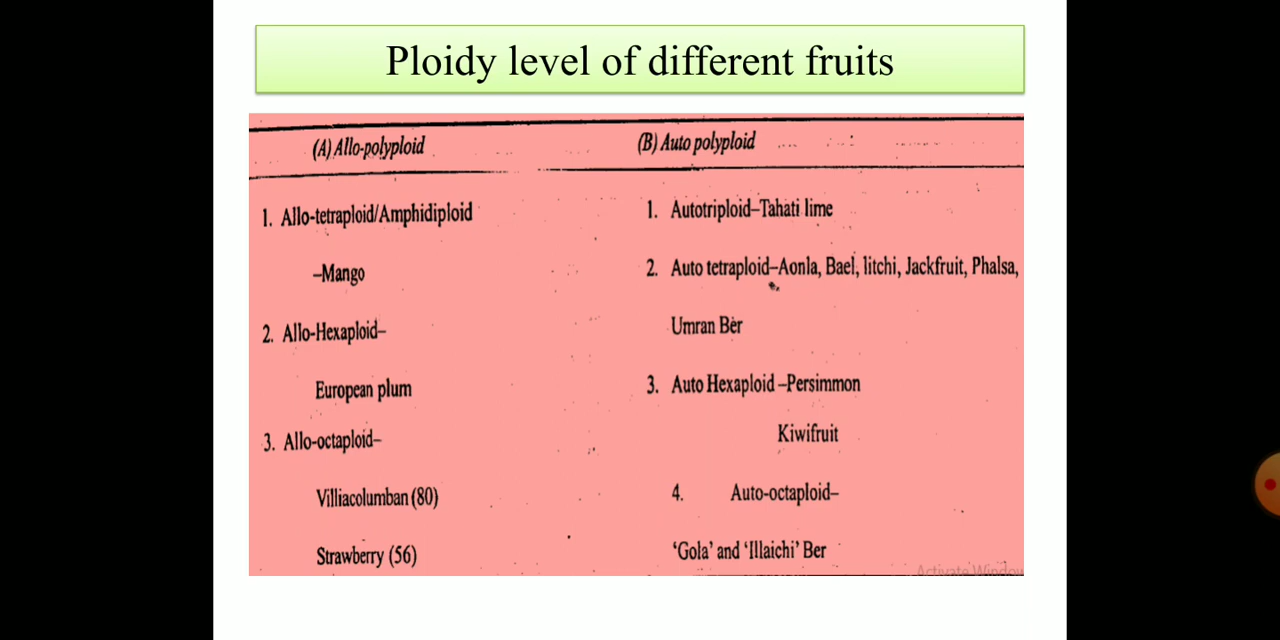 Ploidy level of different fruits
(A) Allo-polyploid
(B) Auto polyploid
1. Allo-tetraploid/Amphidiploid
–Mango
2. Allo-Hexaploid–
European plum
3. Allo-octaploid–
Villiacolumban (80)
Strawberry (56)
1. Autotriploid–Tahati lime
2. Auto tetraploid–Aonla, Bael, litchi, Jackfruit, Phalsa,
Umran Ber
3. Auto Hexaploid –Persimmon
Kiwifruit
4. Auto-octaploid–
‘Gola’ and ‘Illaichi’ Ber
Activate Window